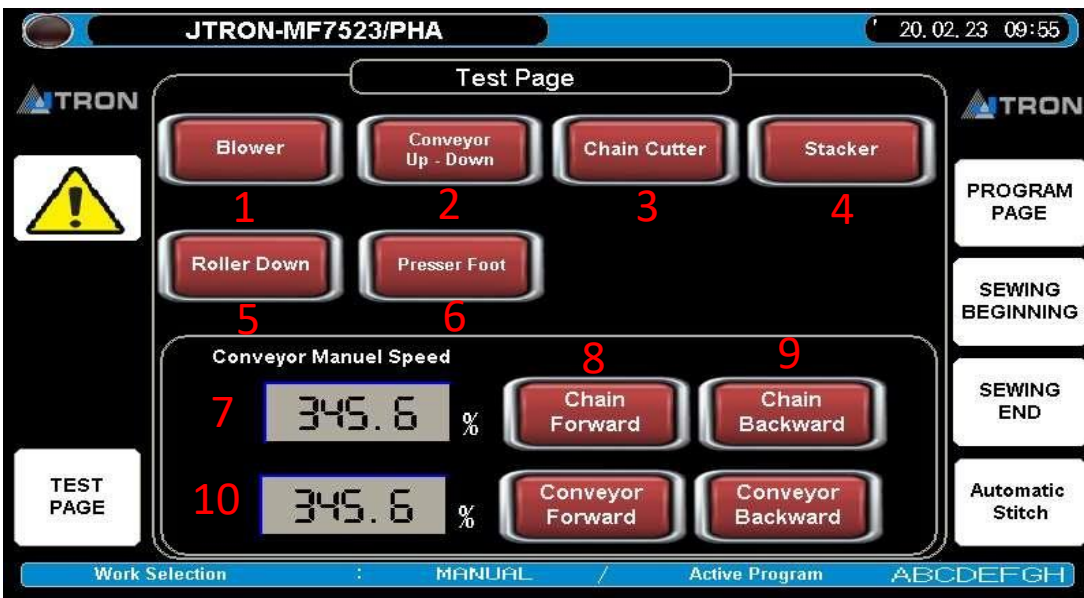 JTRON-MF7523/PHA
' 20.02.23 09:55
Test Page
TRON
TRON
Blower
Conveyor
Up - Down
Chain Cutter
Stacker
1
2
3
4
PROGRAM
PAGE
Roller Down
Presser Foot
5
6
SEWING
BEGINNING
Conveyor Manuel Speed
8
9
7
345.6
%
Chain
Forward
Chain
Backward
SEWING
END
TEST
PAGE
10
345.6
%
Conveyor
Forward
Conveyor
Backward
Automatic
Stitch
Work Selection : MANUAL / Active Program ABCDEFGH